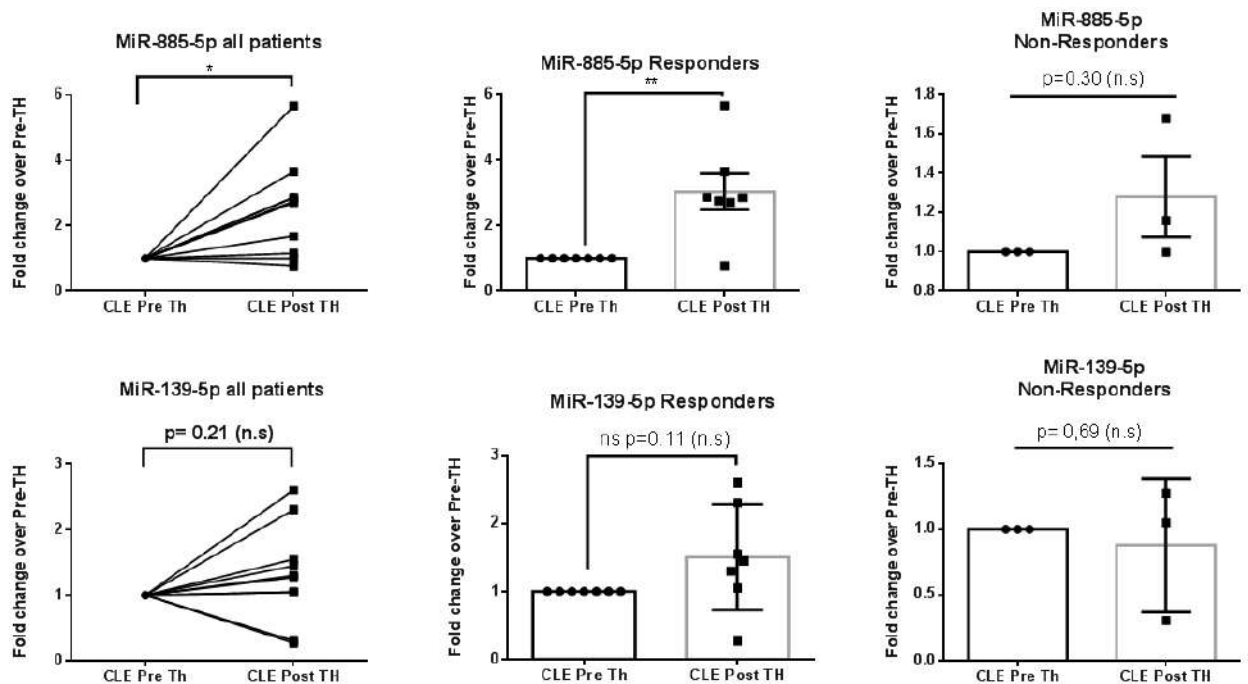 MiR-885-5p all patients
*
Fold change over Pre-TH
6
4
2
0
CLE Pre Th
CLE Post TH
MiR-885-5p Responders
**
Fold change over Pre-TH
6
4
2
0
CLE Pre Th
CLE Post TH
MiR-885-5p
Non-Responders
p=0.30 (n.s)
Fold change over Pre-TH
1.8
1.6
1.4
1.2
1.0
0.8
CLE Pre Th
CLE Post TH
MiR-139-5p all patients
p= 0.21 (n.s)
Fold change over Pre-TH
3
2
1
0
CLE Pre Th
CLE Post TH
MiR-139-5p Responders
ns p=0.11 (n.s)
Fold change over Pre-TH
3
2
1
0
CLE Pre Th
CLE Post TH
MiR-139-5p
Non-Responders
p= 0,69 (n.s)
Fold change over Pre-TH
1.5
1.0
0.5
0.0
CLE Pre Th
CLE Post TH